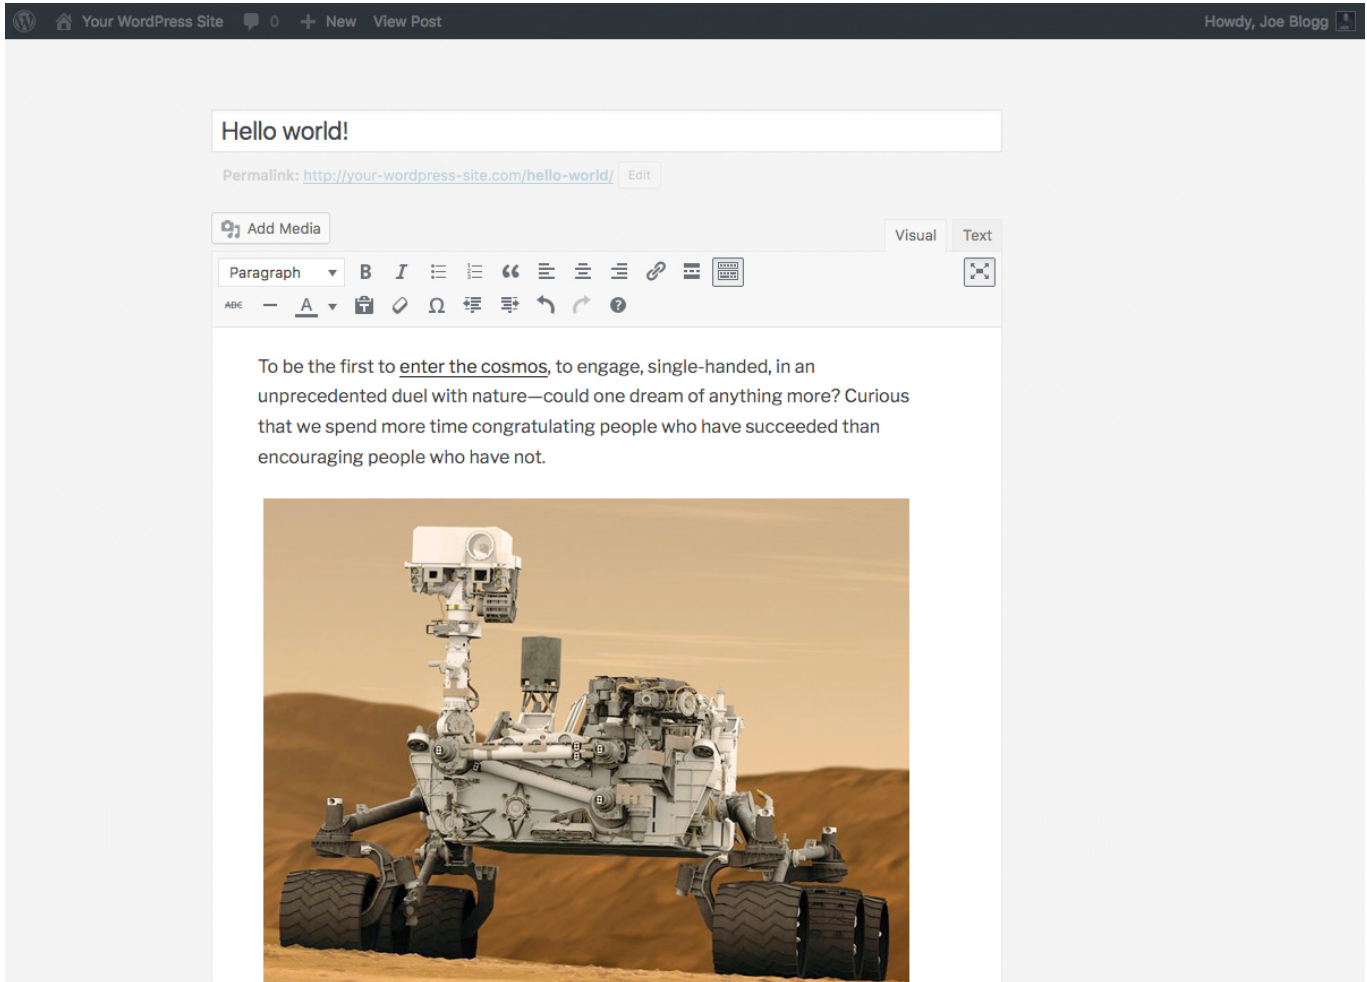 Your WordPress Site 0 New View Post Howdy, Joe Blogg
Hello world!
Permalink: http://your-wordpress-site.com/hello-world/ Edit
Add Media
Visual Text
Paragraph B I
ABC A Ω
To be the first to enter the cosmos, to engage, single-handed, in an
unprecedented duel with nature—could one dream of anything more? Curious
that we spend more time congratulating people who have succeeded than
encouraging people who have not.